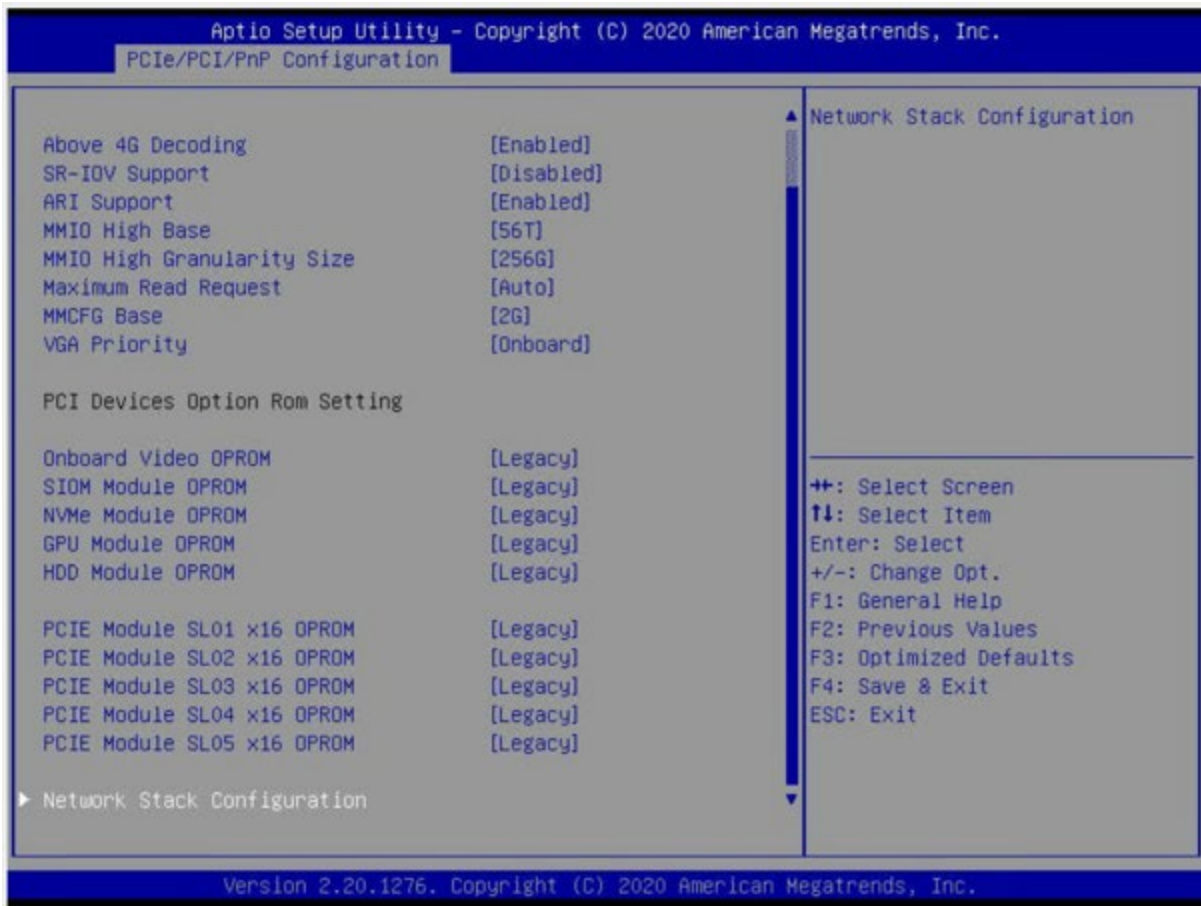 Aptio Setup Utility – Copyright (C) 2020 American Megatrends, Inc.
PCIe/PCI/PnP Configuration
Above 4G Decoding [Enabled]
SR-IOV Support [Disabled]
ARI Support [Enabled]
MMIO High Base [56T]
MMIO High Granularity Size [256G]
Maximum Read Request [Auto]
MMCFG Base [2G]
VGA Priority [Onboard]
PCI Devices Option Rom Setting
Onboard Video OPROM [Legacy]
SIOM Module OPROM [Legacy]
NVMe Module OPROM [Legacy]
GPU Module OPROM [Legacy]
HDD Module OPROM [Legacy]
PCIE Module SL01 x16 OPROM [Legacy]
PCIE Module SL02 x16 OPROM [Legacy]
PCIE Module SL03 x16 OPROM [Legacy]
PCIE Module SL04 x16 OPROM [Legacy]
PCIE Module SL05 x16 OPROM [Legacy]
▶ Network Stack Configuration
Network Stack Configuration
→←: Select Screen
↑↓: Select Item
Enter: Select
+/-: Change Opt.
F1: General Help
F2: Previous Values
F3: Optimized Defaults
F4: Save & Exit
ESC: Exit
Version 2.20.1276. Copyright (C) 2020 American Megatrends, Inc.